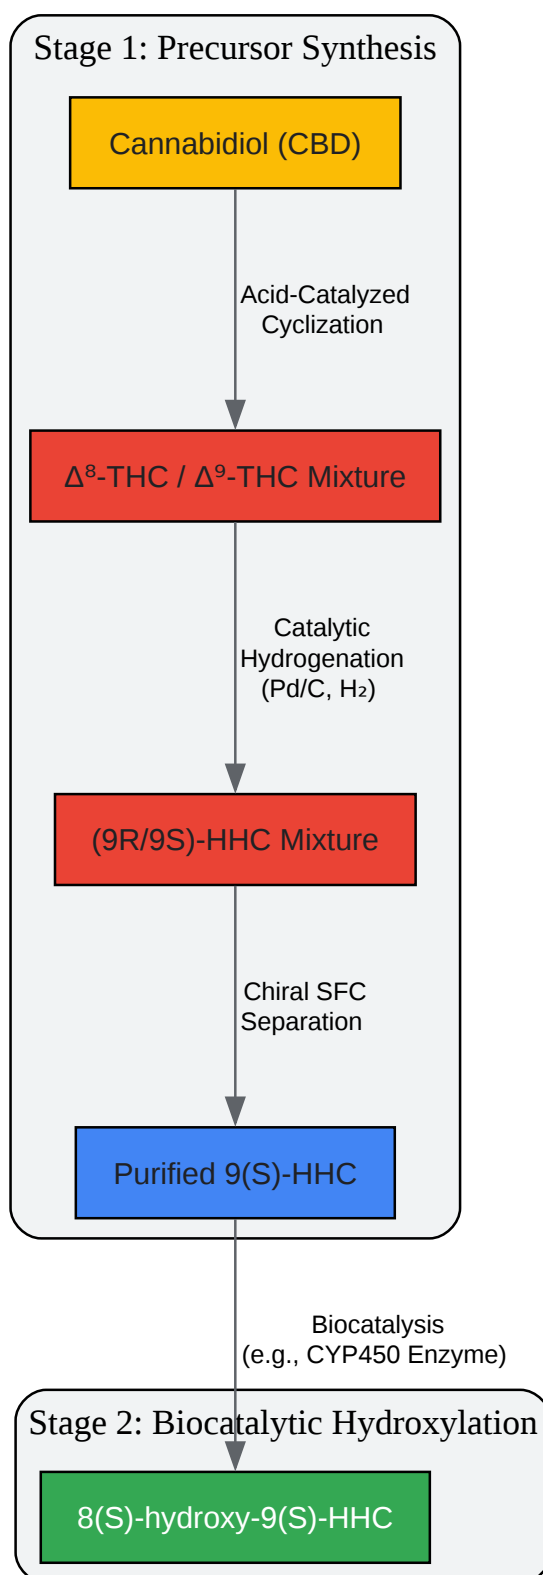 Stage 1: Precursor Synthesis
Cannabidiol (CBD)
Acid-Catalyzed
Cyclization
Δ⁸-THC / Δ⁹-THC Mixture
Catalytic
Hydrogenation
(Pd/C, H₂)
(9R/9S)-HHC Mixture
Chiral SFC
Separation
Purified 9(S)-HHC
Biocatalysis
(e.g., CYP450 Enzyme)
Stage 2: Biocatalytic Hydroxylation
8(S)-hydroxy-9(S)-HHC